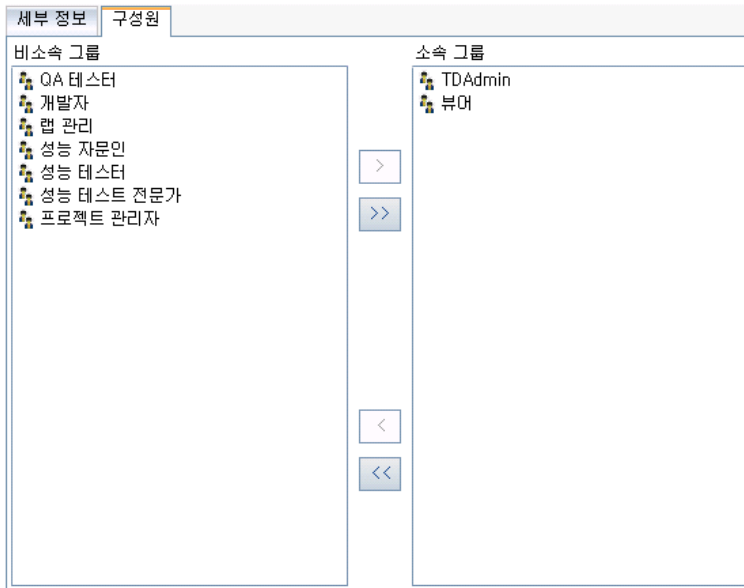 세부 정보 구성원
비소속 그룹
QA 테스터
개발자
랩 관리
성능 자문인
성능 테스터
성능 테스트 전문가
프로젝트 관리자
>
>>
<
<<
소속 그룹
TDAdmin
뷰어